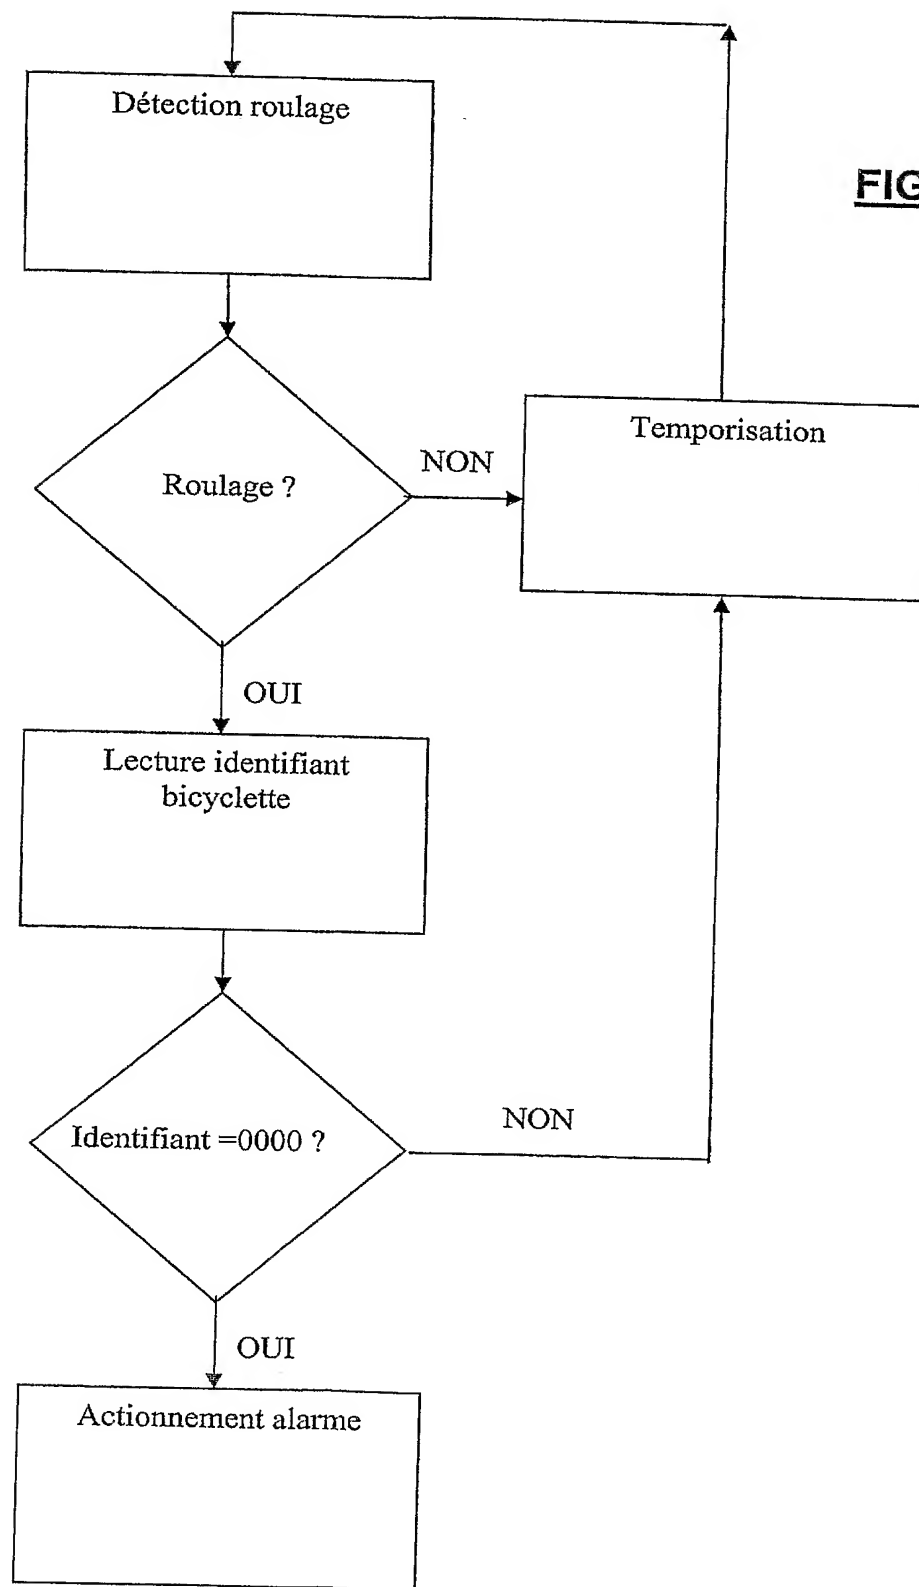 Détection roulage
FIG
Roulage ?
NON
Temporisation
OUI
Lecture identifiant
bicyclette
Identifiant =0000 ?
NON
OUI
Actionnement alarme